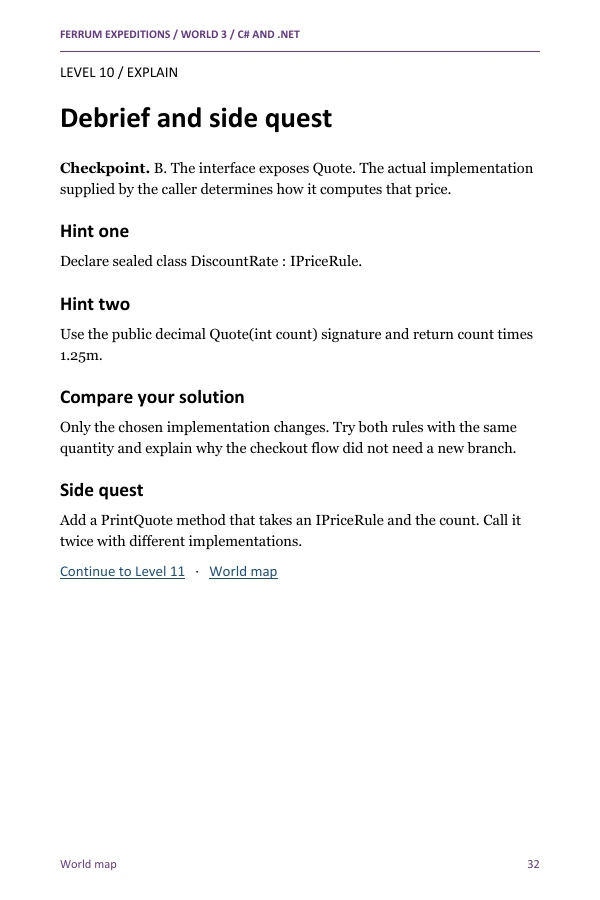 FERRUM EXPEDITIONS / WORLD 3 / C# AND .NET
LEVEL 10 / EXPLAIN
Debrief and side quest
Checkpoint. B. The interface exposes Quote. The actual implementation
supplied by the caller determines how it computes that price.
Hint one
Declare sealed class DiscountRate : IPriceRule.
Hint two
Use the public decimal Quote(int count) signature and return count times
1.25m.
Compare your solution
Only the chosen implementation changes. Try both rules with the same
quantity and explain why the checkout flow did not need a new branch.
Side quest
Add a PrintQuote method that takes an IPriceRule and the count. Call it
twice with different implementations.
Continue to Level 11 · World map
World map 32